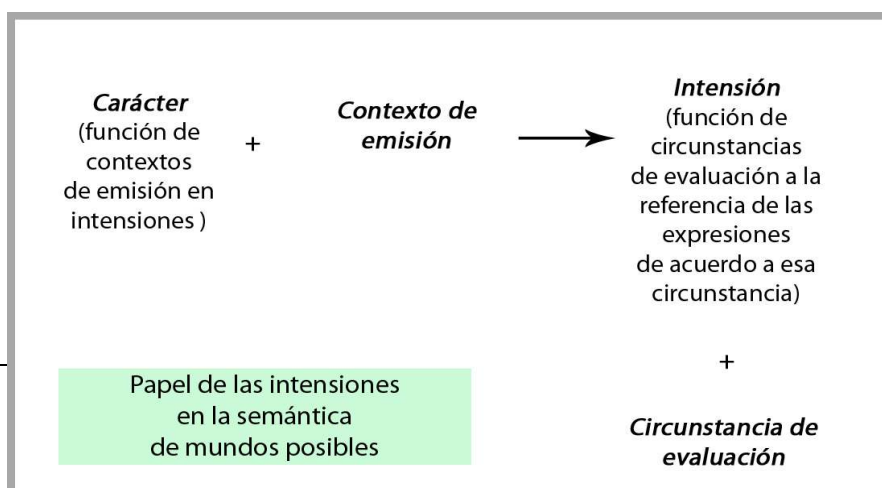 Carácter
(función de
contextos
de emisión en
intensiones )
+
Contexto de
emisión
Intensión
(función de
circunstancias
de evaluación a la
referencia de las
expresiones
de acuerdo a esa
circunstancia)
+
Circunstancia de
evaluación
Papel de las intensiones
en la semántica
de mundos posibles